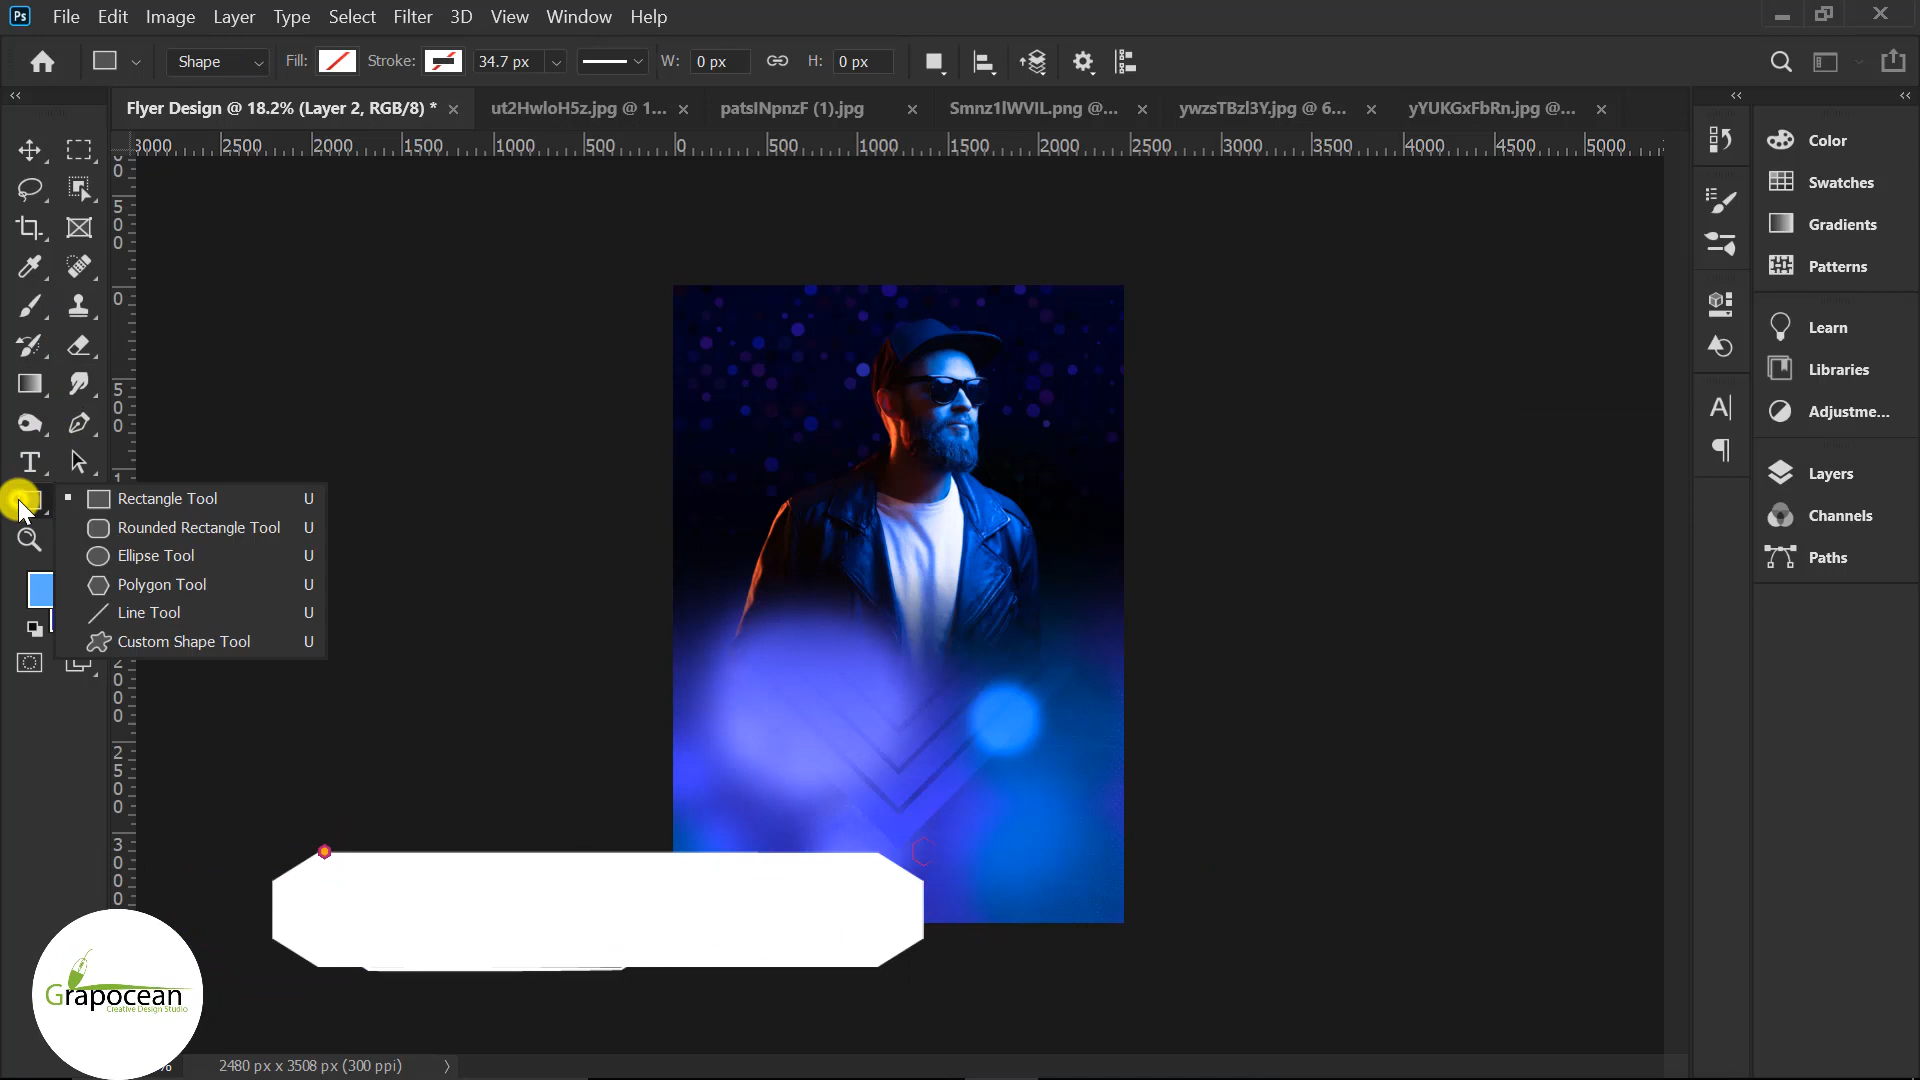 Ps File Edit Image Layer Select Type Filter 3D View Window Help
Shape Fill: Stroke: 34.7 px W: 0 px H: 0 px
Flyer Design @ 18.2% (Layer 2, RGB/8) * × ut2HwloH5z.jpg @ 1... × patsINpnzF (1).jpg × Smnz1lWVIL.png @... × ywzsTBzl3Y.jpg @ 6... × yYUKGxFbRn.jpg @... ×
3000 2500 2000 1500 1000 500 0 500 1000 1500 2000 2500 3000 3500 4000 4500 5000
Color
Swatches
Gradients
Patterns
Learn
Libraries
Adjustme...
Layers
Channels
Paths
Rectangle Tool U
Rounded Rectangle Tool U
Ellipse Tool U
Polygon Tool U
Line Tool U
Custom Shape Tool U
Grapocean
Creative Design Studio
% 2480 px x 3508 px (300 ppi)